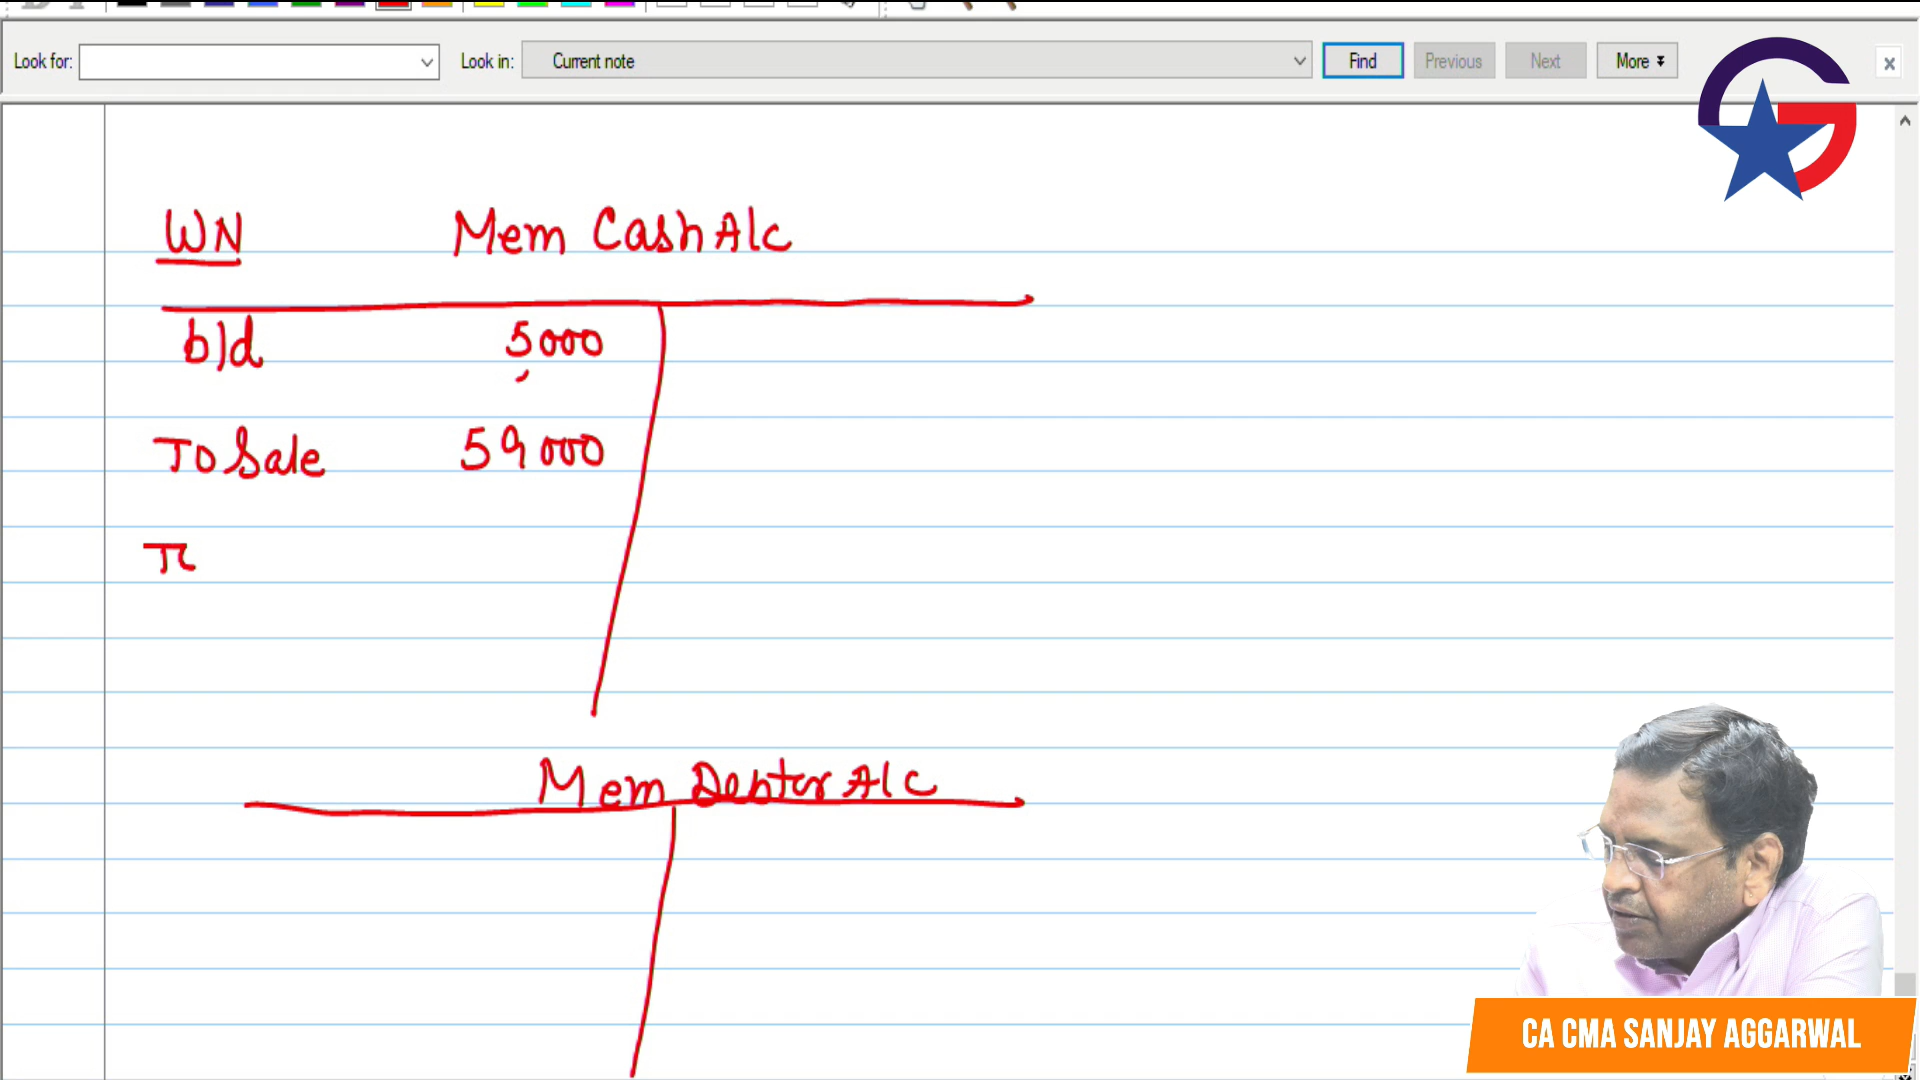 Look for: Look in: Current note Find Previous Next More
WN Mem Cash A/c
b/d 5000
To Sale 59000
To
Mem Debtor A/c
CA CMA SANJAY AGGARWAL